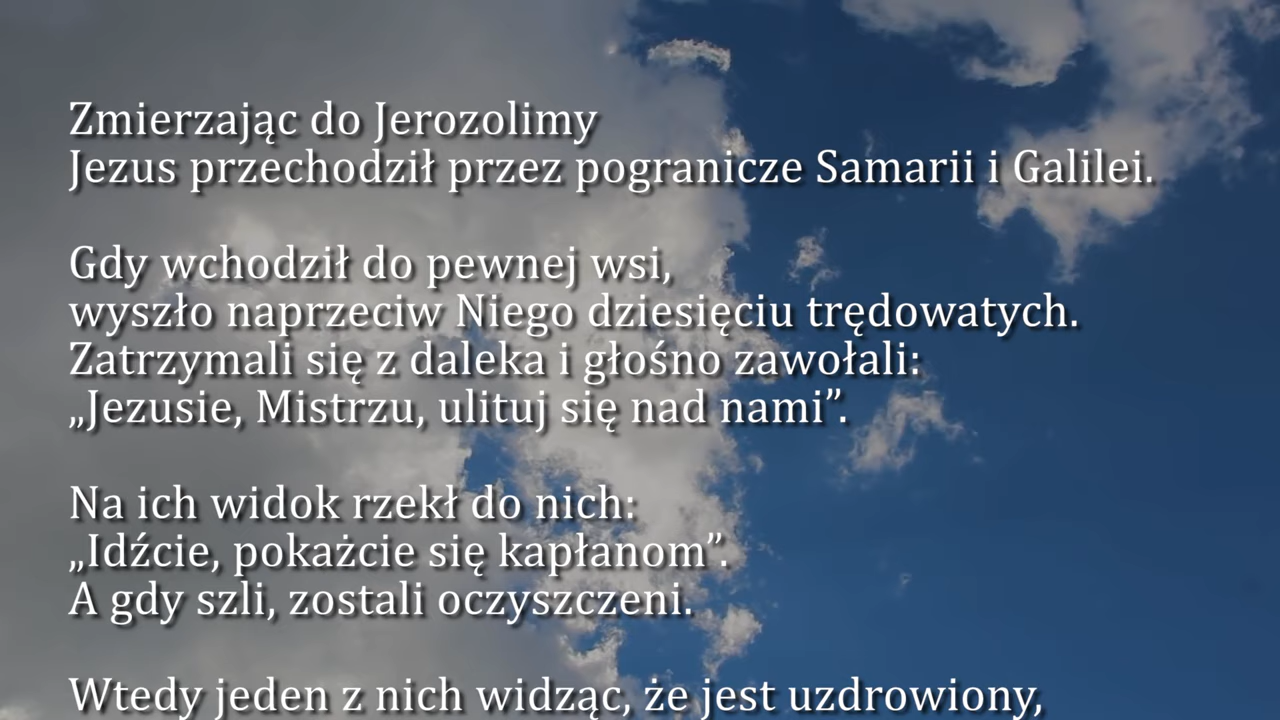 Zmierzając do Jerozolimy
Jezus przechodził przez pogranicze Samarii i Galilei.
Gdy wchodził do pewnej wsi,
wyszło naprzeciw Niego dziesięciu trędowatych.
Zatrzymali się z daleka i głośno zawołali:
„Jezusie, Mistrzu, ulituj się nad nami”.
Na ich widok rzekł do nich:
„Idźcie, pokażcie się kapłanom”.
A gdy szli, zostali oczyszczeni.
Wtedy jeden z nich widząc, że jest uzdrowiony,